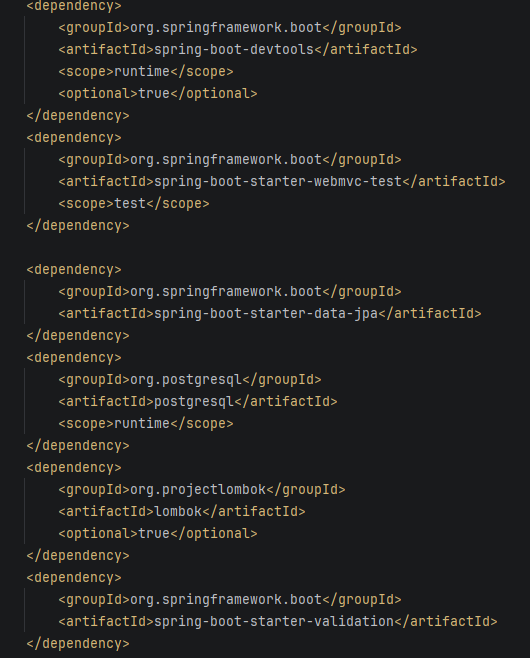 <dependency>
<groupId>org.springframework.boot</groupId>
<artifactId>spring-boot-devtools</artifactId>
<scope>runtime</scope>
<optional>true</optional>
</dependency>
<dependency>
<groupId>org.springframework.boot</groupId>
<artifactId>spring-boot-starter-webmvc-test</artifactId>
<scope>test</scope>
</dependency>
<dependency>
<groupId>org.springframework.boot</groupId>
<artifactId>spring-boot-starter-data-jpa</artifactId>
</dependency>
<dependency>
<groupId>org.postgresql</groupId>
<artifactId>postgresql</artifactId>
<scope>runtime</scope>
</dependency>
<dependency>
<groupId>org.projectlombok</groupId>
<artifactId>lombok</artifactId>
<optional>true</optional>
</dependency>
<dependency>
<groupId>org.springframework.boot</groupId>
<artifactId>spring-boot-starter-validation</artifactId>
</dependency>